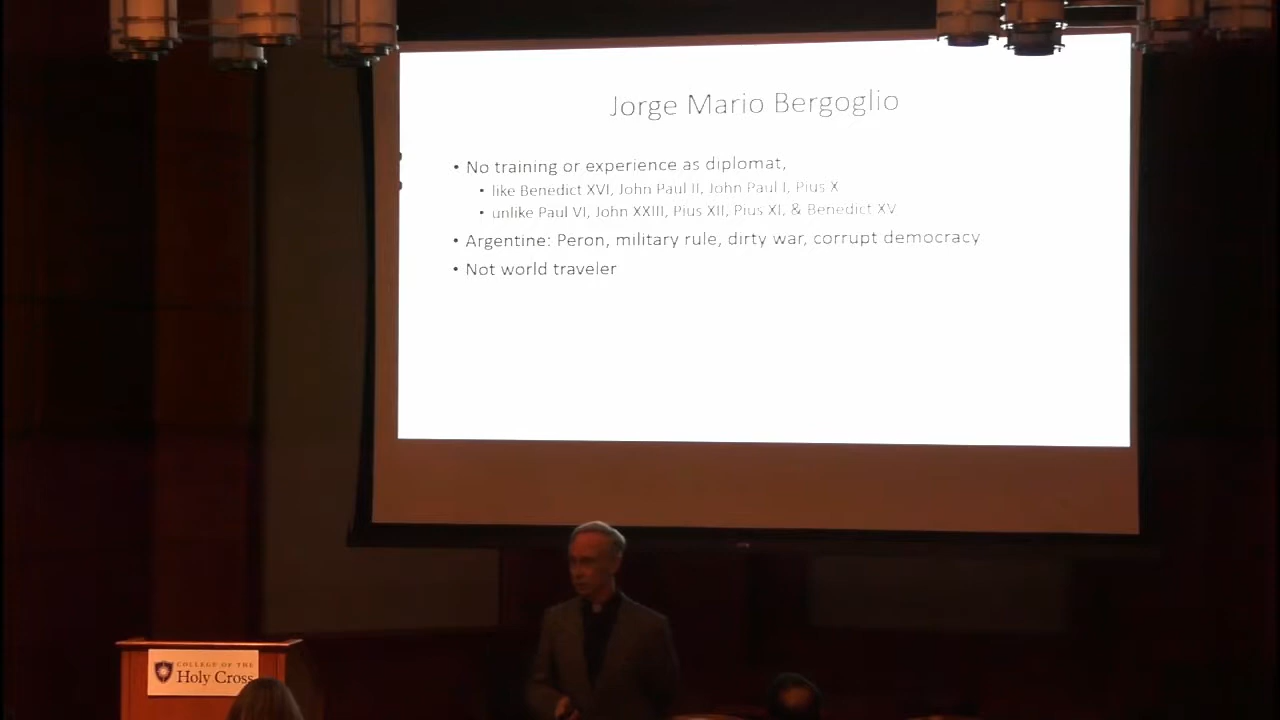 Jorge Mario Bergoglio
• No training or experience as diplomat,
• like Benedict XVI, John Paul II, John Paul I, Pius X
• unlike Paul VI, John XXIII, Pius XII, Pius XI, & Benedict XV
• Argentine: Peron, military rule, dirty war, corrupt democracy
• Not world traveler
COLLEGE OF THE
Holy Cross